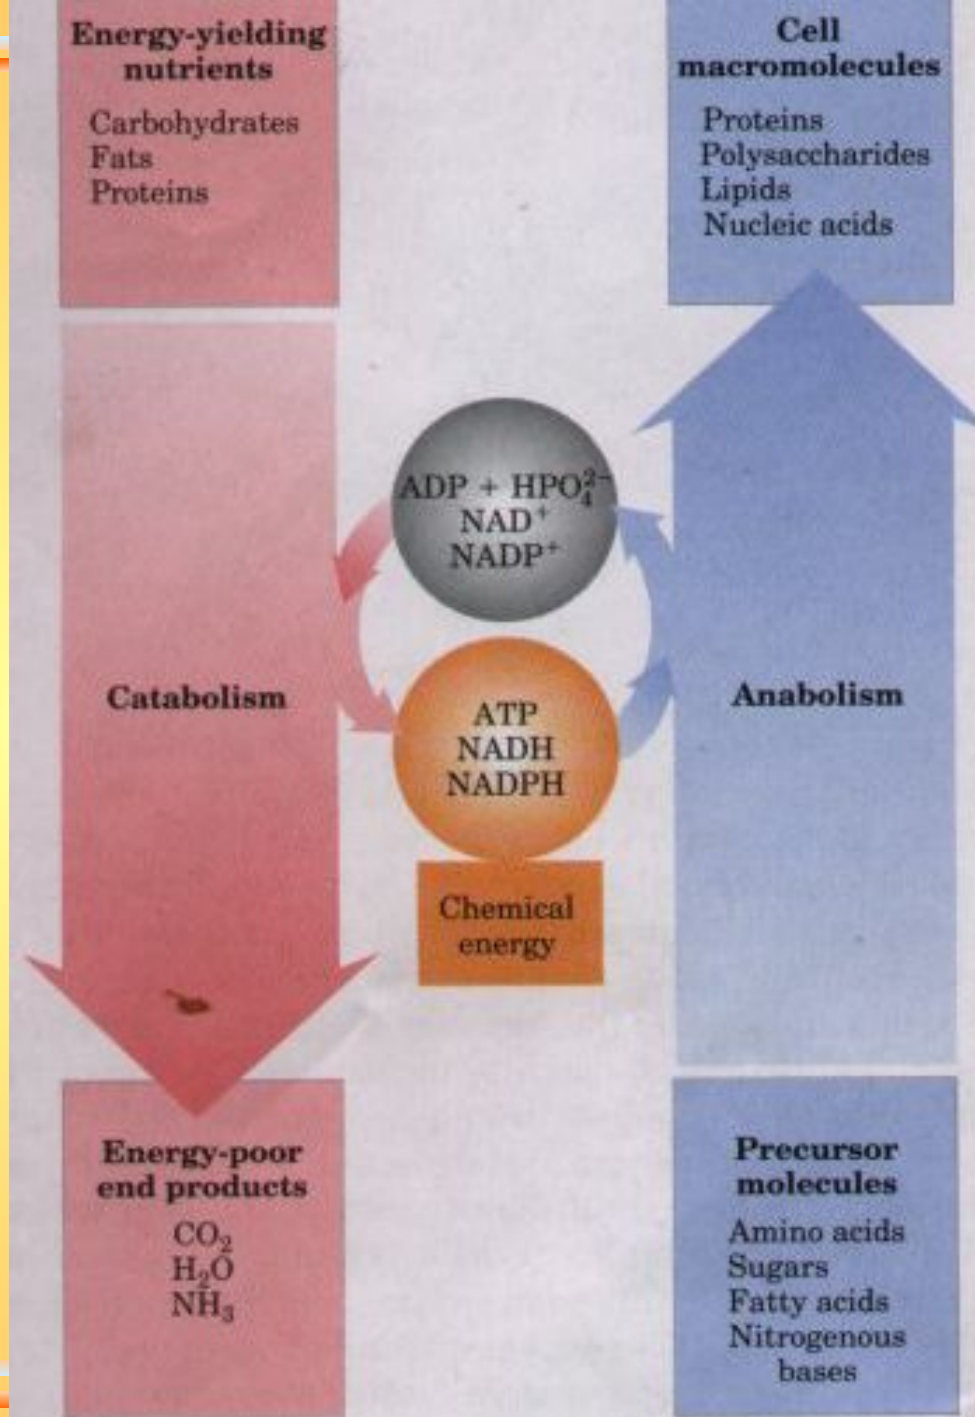 Energy-yielding
nutrients
Carbohydrates
Fats
Proteins
Cell
macromolecules
Proteins
Polysaccharides
Lipids
Nucleic acids
ADP + HPO₄²⁻
NAD⁺
NADP⁺
Catabolism
ATP
NADH
NADPH
Anabolism
Chemical
energy
Energy-poor
end products
CO₂
H₂O
NH₃
Precursor
molecules
Amino acids
Sugars
Fatty acids
Nitrogenous
bases